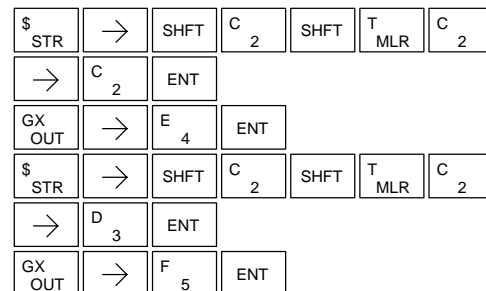 $ STR → SHFT C 2 SHFT T MLR C 2
→ C 2 ENT
GX OUT → E 4 ENT
$ STR → SHFT C 2 SHFT T MLR C 2
→ D 3 ENT
GX OUT → F 5 ENT